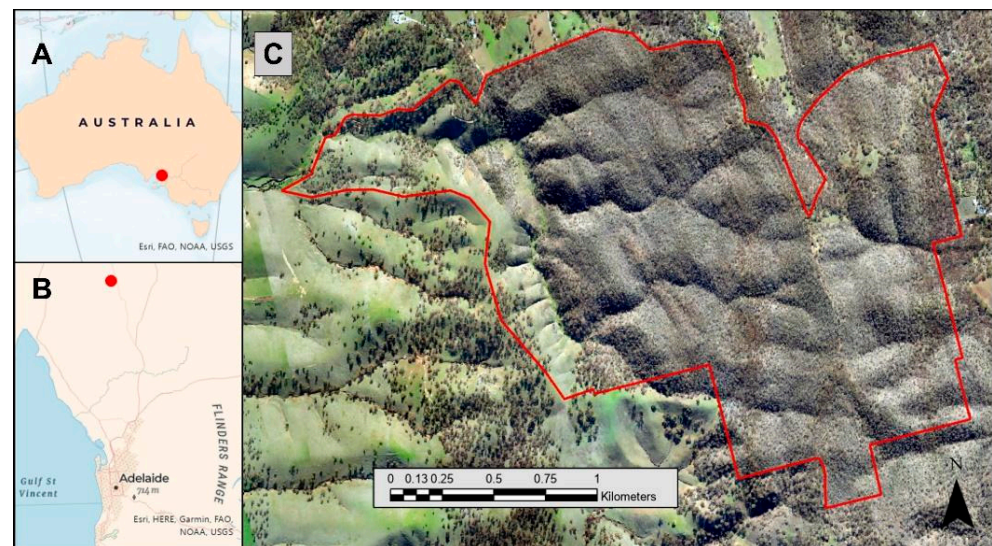 A
AUSTRALIA
Esri, FAO, NOAA, USGS
B
Gulf St
Vincent
Adelaide
714 m
FLINDERS RANGE
Esri, HERE, Garmin, FAO,
NOAA, USGS
C
0 0.13 0.25 0.5 0.75 1
Kilometers
N